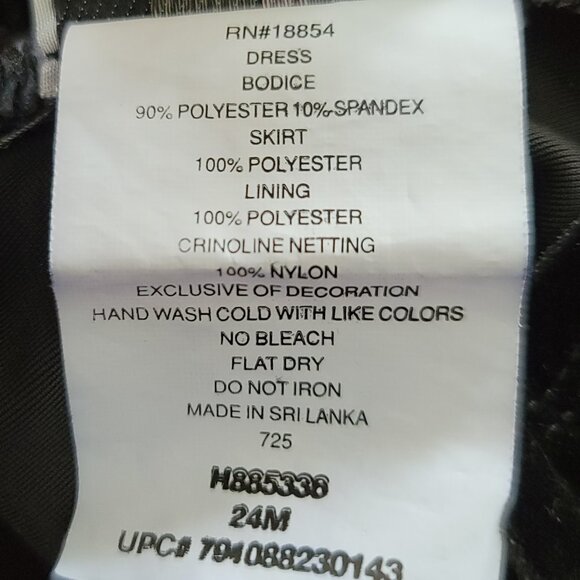 RN#18854
DRESS
BODICE
90% POLYESTER 10% SPANDEX
SKIRT
100% POLYESTER
LINING
100% POLYESTER
CRINOLINE NETTING
100% NYLON
EXCLUSIVE OF DECORATION
HAND WASH COLD WITH LIKE COLORS
NO BLEACH
FLAT DRY
DO NOT IRON
MADE IN SRI LANKA
725
H885336
24M
UPC# 794088230143